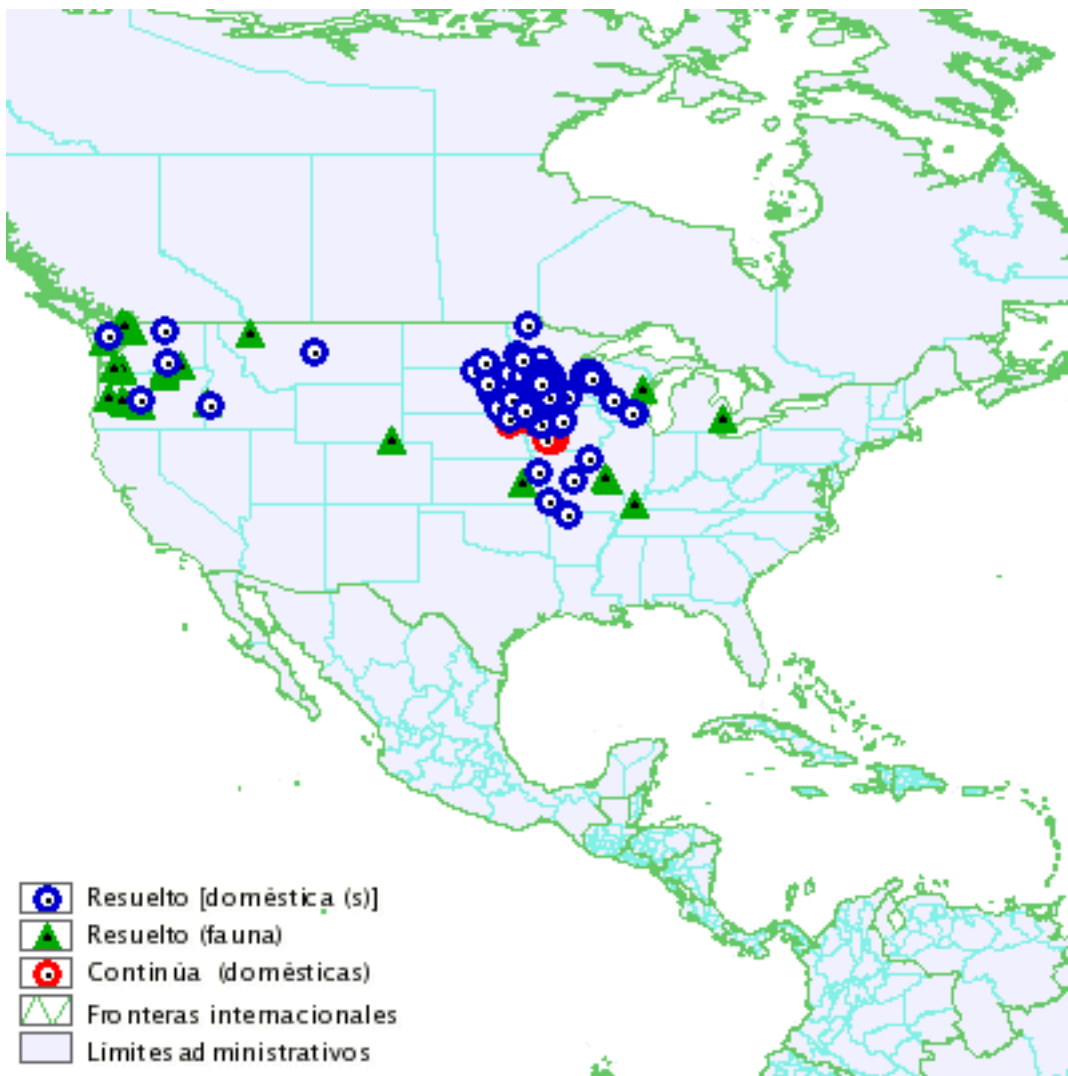 Resuelto [doméstica (s)]
Resuelto (fauna)
Continúa (domésticas)
Fronteras internacionales
Límites administrativos